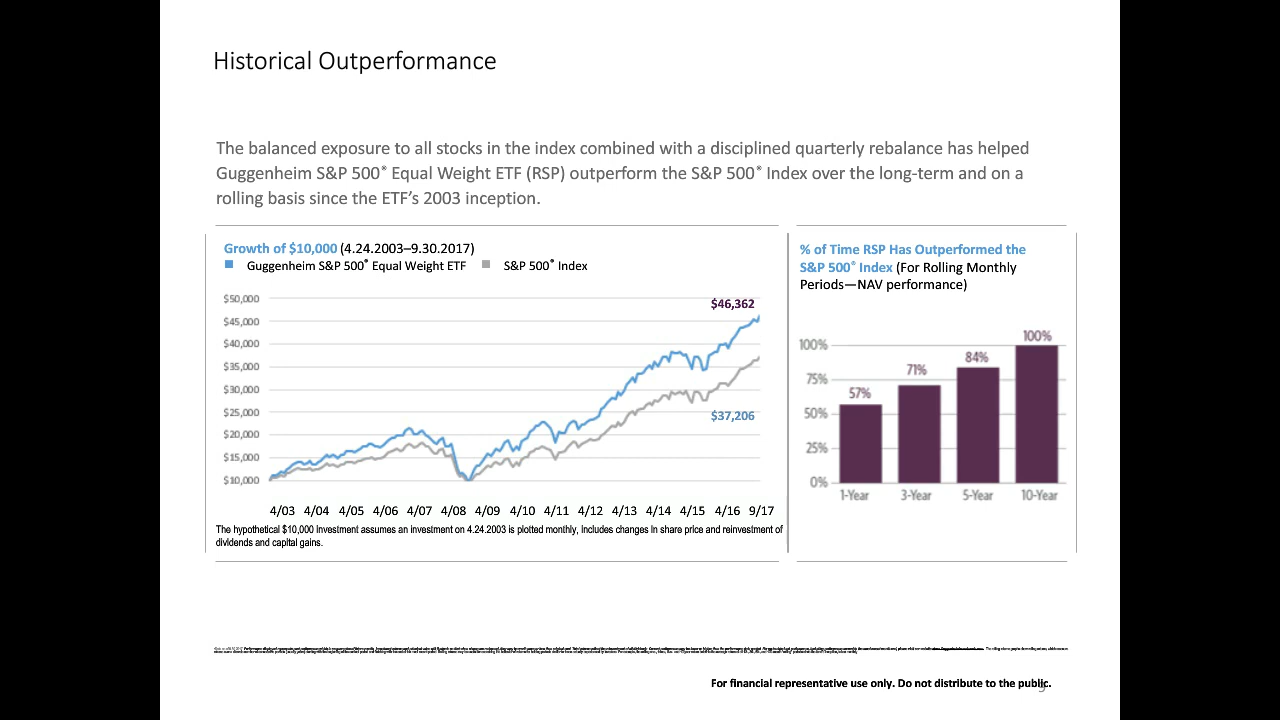 Historical Outperformance
The balanced exposure to all stocks in the index combined with a disciplined quarterly rebalance has helped
Guggenheim S&P 500® Equal Weight ETF (RSP) outperform the S&P 500® Index over the long-term and on a
rolling basis since the ETF’s 2003 inception.
Growth of $10,000 (4.24.2003–9.30.2017)
Guggenheim S&P 500® Equal Weight ETF S&P 500® Index
$50,000
$45,000
$40,000
$35,000
$30,000
$25,000
$20,000
$15,000
$10,000
$46,362
$37,206
4/03 4/04 4/05 4/06 4/07 4/08 4/09 4/10 4/11 4/12 4/13 4/14 4/15 4/16 9/17
The hypothetical $10,000 Investment assumes an investment on 4.24.2003 is plotted monthly, includes changes in share price and reinvestment of
dividends and capital gains.
% of Time RSP Has Outperformed the
S&P 500® Index (For Rolling Monthly
Periods—NAV performance)
100%
75%
50%
25%
0%
57%
71%
84%
100%
1-Year 3-Year 5-Year 10-Year
For financial representative use only. Do not distribute to the public.